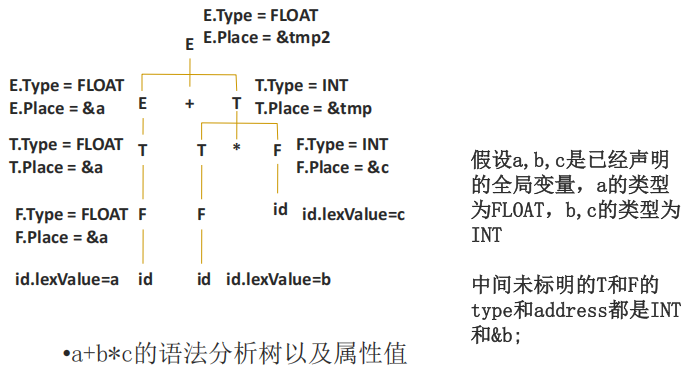 E.Type = FLOAT
E.Place = &tmp2
E
E.Type = FLOAT
E.Place = &a
E
+
T
T.Type = INT
T.Place = &tmp
T.Type = FLOAT
T.Place = &a
T
T
*
F
F.Type = INT
F.Place = &c
F.Type = FLOAT
F.Place = &a
F
F
id
id.lexValue=c
id.lexValue=a
id
id
id.lexValue=b
假设a,b,c是已经声明
的全局变量，a的类型
为FLOAT，b,c的类型为
INT
中间未标明的T和F的
type和address都是INT
和&b;
•a+b*c的语法分析树以及属性值